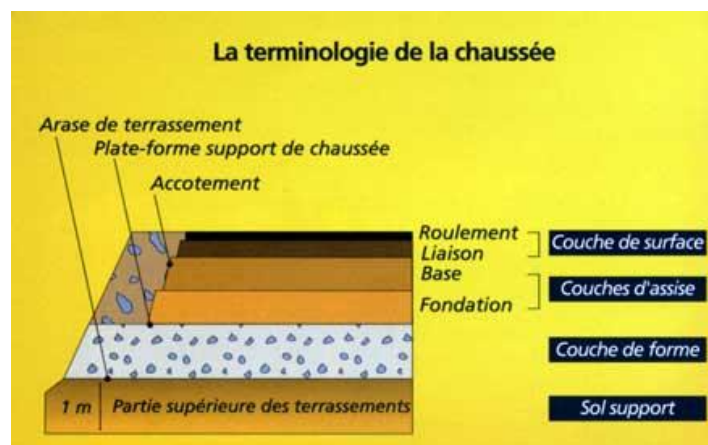 La terminologie de la chaussée
Arase de terrassement
Plate-forme support de chaussée
Accotement
Roulement
Liaison
Couche de surface
Base
Fondation
Couches d'assise
Couche de forme
1 m
Partie supérieure des terrassements
Sol support